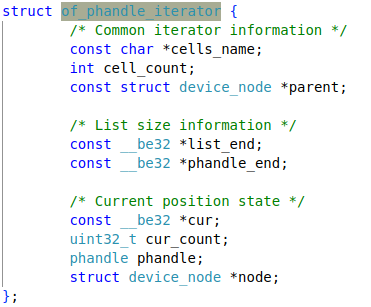 struct of_phandle_iterator {
/* Common iterator information */
const char *cells_name;
int cell_count;
const struct device_node *parent;
/* List size information */
const __be32 *list_end;
const __be32 *phandle_end;
/* Current position state */
const __be32 *cur;
uint32_t cur_count;
phandle phandle;
struct device_node *node;
};